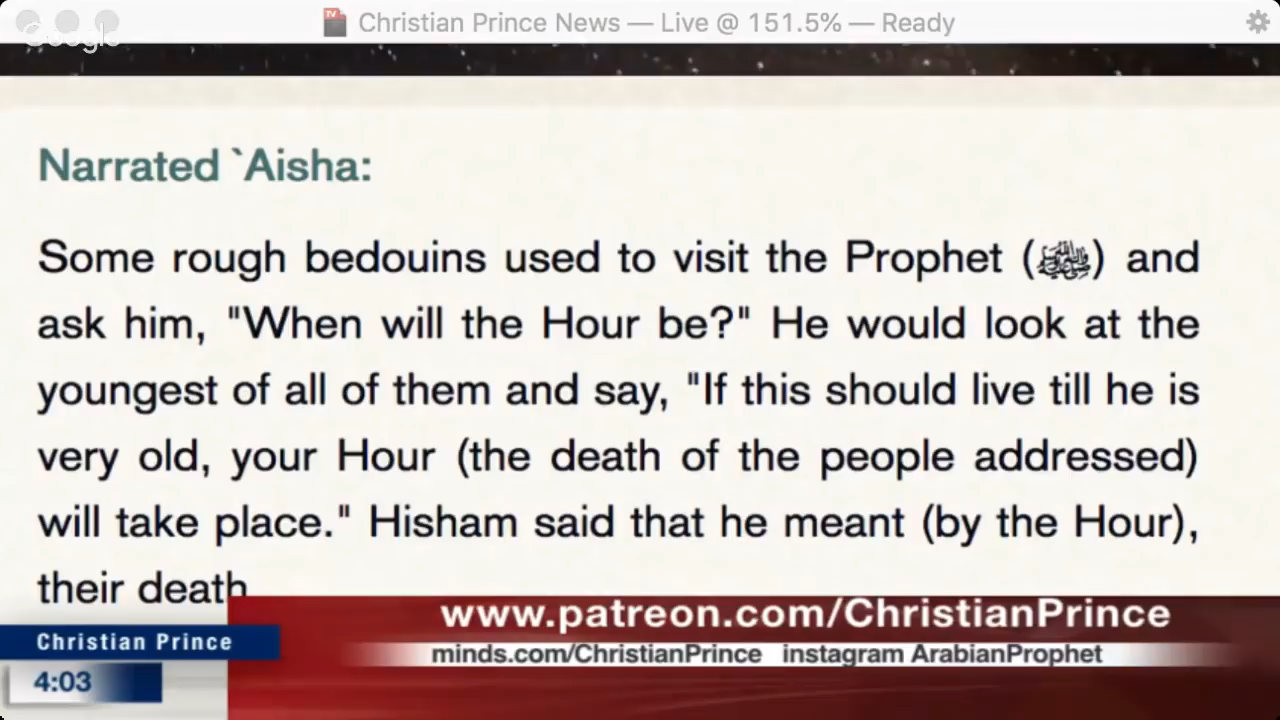 Christian Prince News — Live @ 151.5% — Ready
Google
Narrated `Aisha:
Some rough bedouins used to visit the Prophet (ﷺ) and
ask him, "When will the Hour be?" He would look at the
youngest of all of them and say, "If this should live till he is
very old, your Hour (the death of the people addressed)
will take place." Hisham said that he meant (by the Hour),
their death
www.patreon.com/ChristianPrince
Christian Prince
minds.com/ChristianPrince instagram ArabianProphet
4:03